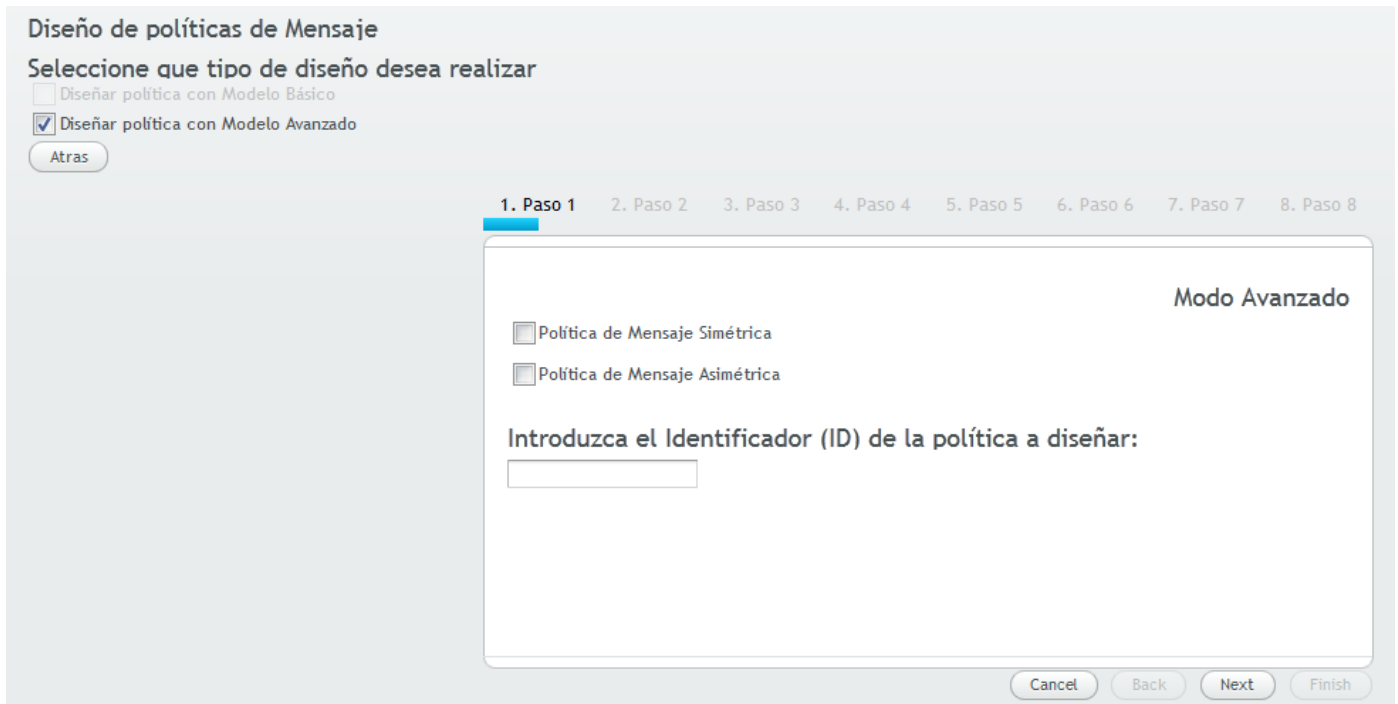 Diseño de políticas de Mensaje
Seleccione que tipo de diseño desea realizar
Diseñar política con Modelo Básico
Diseñar política con Modelo Avanzado
Atras
1. Paso 1 2. Paso 2 3. Paso 3 4. Paso 4 5. Paso 5 6. Paso 6 7. Paso 7 8. Paso 8
Modo Avanzado
Política de Mensaje Simétrica
Política de Mensaje Asimétrica
Introduzca el Identificador (ID) de la política a diseñar:
Cancel Back Next Finish